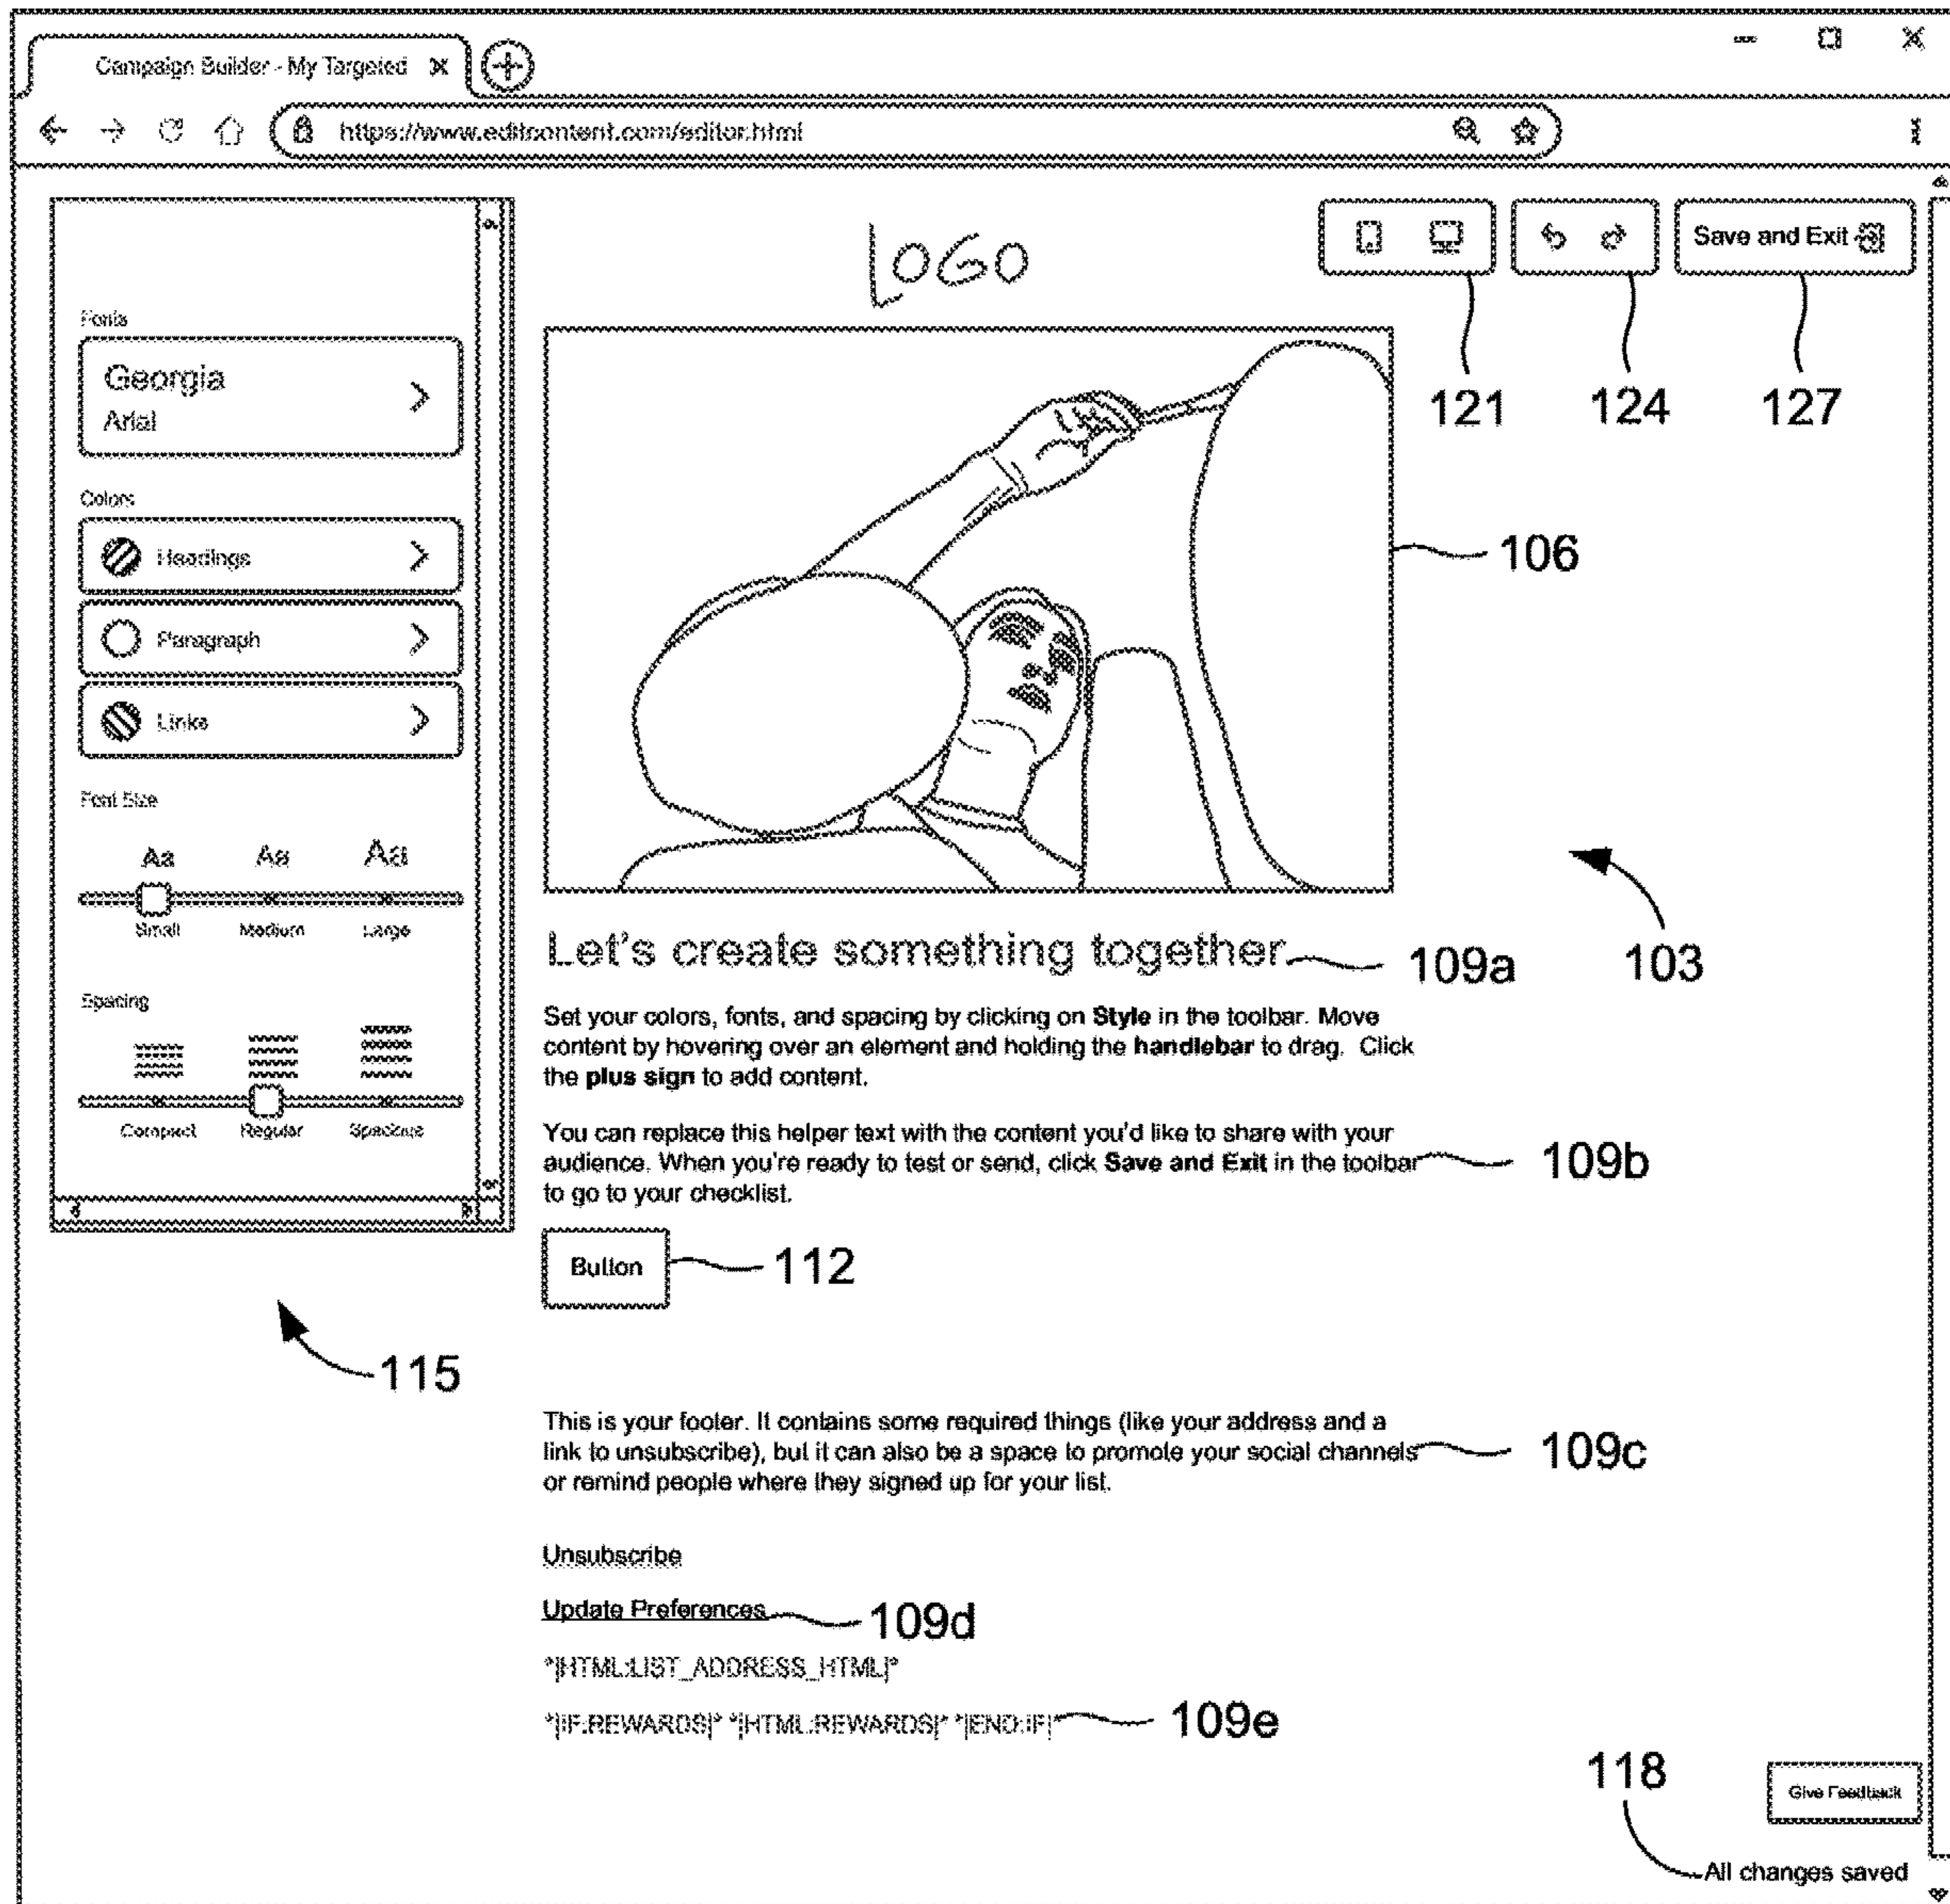 Campaign Builder - My Targeted
https://www.editcontent.com/editor.html
LOGO
Save and Exit
121
124
127
Fonts
Georgia
Arial
Colors
Headings
Paragraph
Links
Font Size
Aa Aa Aa
Small Medium Large
Spacing
Compact Regular Spacious
115
106
103
Let's create something together
109a
Set your colors, fonts, and spacing by clicking on Style in the toolbar. Move
content by hovering over an element and holding the handlebar to drag. Click
the plus sign to add content.
You can replace this helper text with the content you'd like to share with your
audience. When you're ready to test or send, click Save and Exit in the toolbar
to go to your checklist.
109b
Button
112
This is your footer. It contains some required things (like your address and a
link to unsubscribe), but it can also be a space to promote your social channels
or remind people where they signed up for your list.
109c
Unsubscribe
Update Preferences
109d
*|HTML:LIST_ADDRESS_HTML|*
*|IF:REWARDS|* *|HTML:REWARDS|* *|END:IF|*
109e
118
Give Feedback
All changes saved